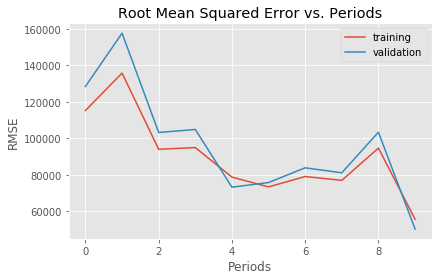 Root Mean Squared Error vs. Periods
training
validation
160000
140000
120000
100000
80000
60000
RMSE
0 2 4 6 8
Periods